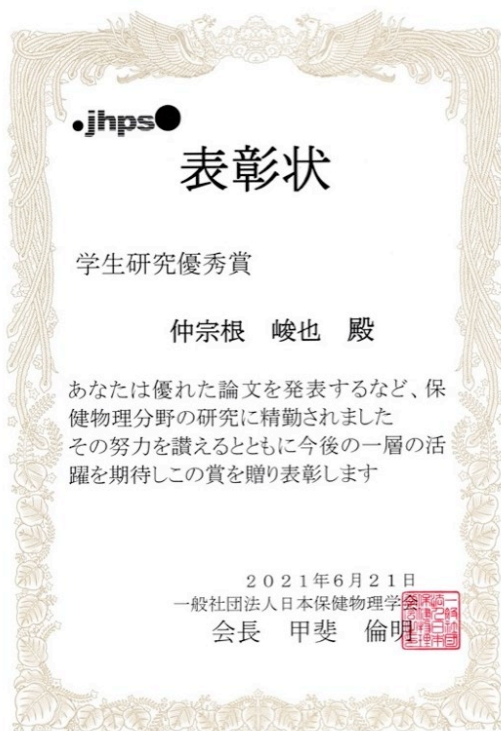 jhps
表彰状
学生研究優秀賞
仲宗根 峻也 殿
あなたは優れた論文を発表するなど、保
健物理分野の研究に精勤されました
その努力を讃えるとともに今後の一層の活
躍を期待しこの賞を贈り表彰します
2021年6月21日
一般社団法人日本保健物理学会
会長 甲斐 倫明